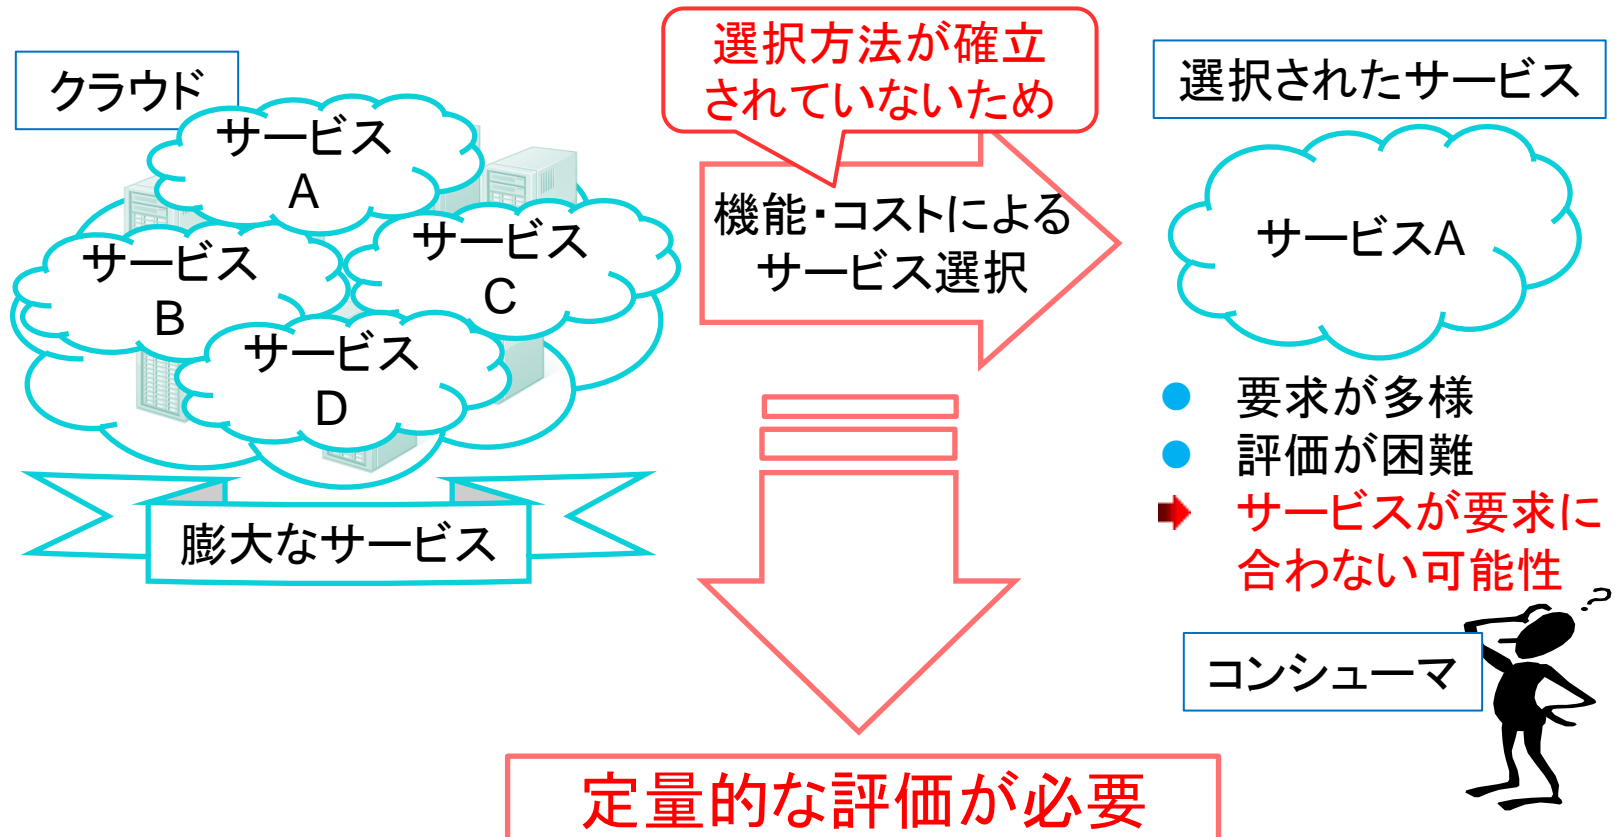 クラウド
サービス
A
サービス
B
サービス
C
サービス
D
膨大なサービス
選択方法が確立
されていないため
機能・コストによる
サービス選択
選択されたサービス
サービスA
要求が多様
評価が困難
サービスが要求に
合わない可能性
?
コンシューマ
定量的な評価が必要